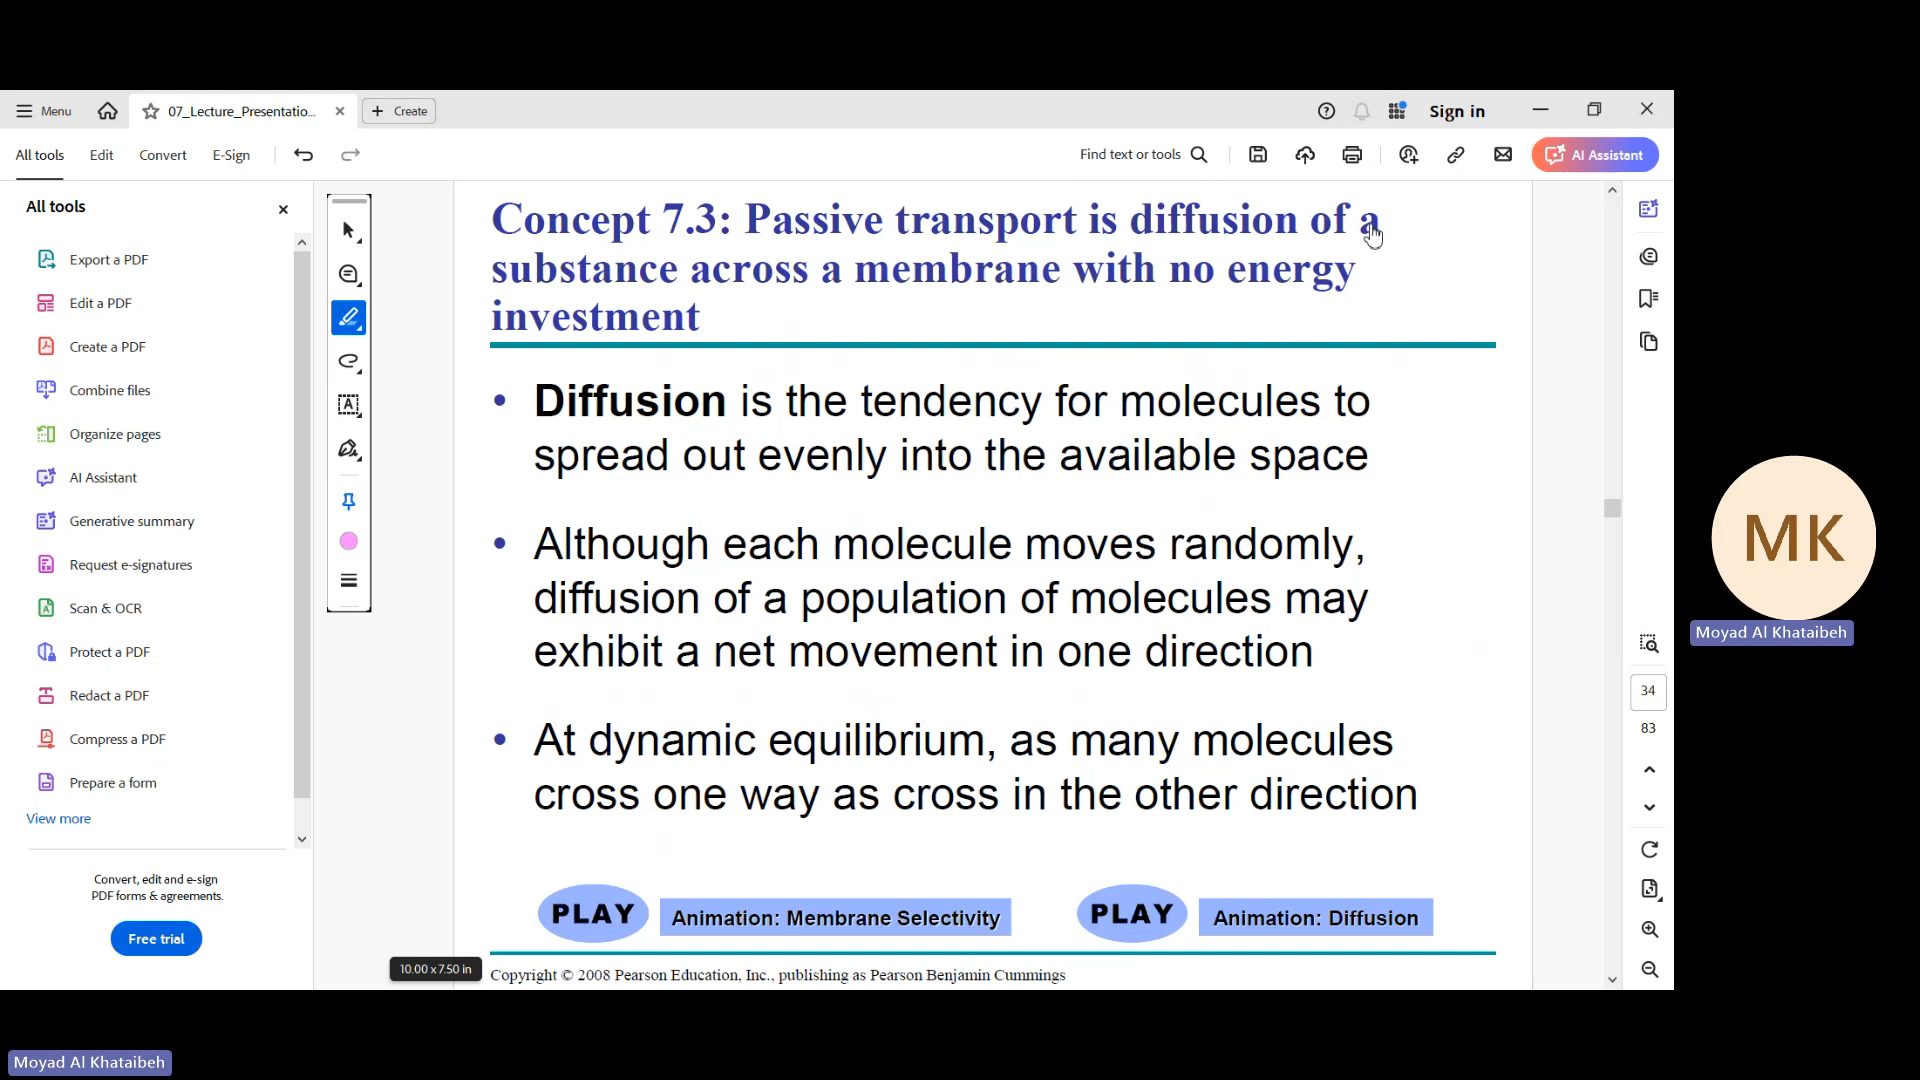 Menu
07_Lecture_Presentatio...
Create
Sign in
All tools
Edit
Convert
E-Sign
Find text or tools
AI Assistant
All tools
Export a PDF
Edit a PDF
Create a PDF
Combine files
Organize pages
AI Assistant
Generative summary
Request e-signatures
Scan & OCR
Protect a PDF
Redact a PDF
Compress a PDF
Prepare a form
View more
Convert, edit and e-sign
PDF forms & agreements.
Free trial
Concept 7.3: Passive transport is diffusion of a
substance across a membrane with no energy
investment
• Diffusion is the tendency for molecules to
spread out evenly into the available space
• Although each molecule moves randomly,
diffusion of a population of molecules may
exhibit a net movement in one direction
• At dynamic equilibrium, as many molecules
cross one way as cross in the other direction
PLAY Animation: Membrane Selectivity
PLAY Animation: Diffusion
10.00 x 7.50 in
Copyright © 2008 Pearson Education, Inc., publishing as Pearson Benjamin Cummings
34
83
MK
Moyad Al Khataibeh
Moyad Al Khataibeh